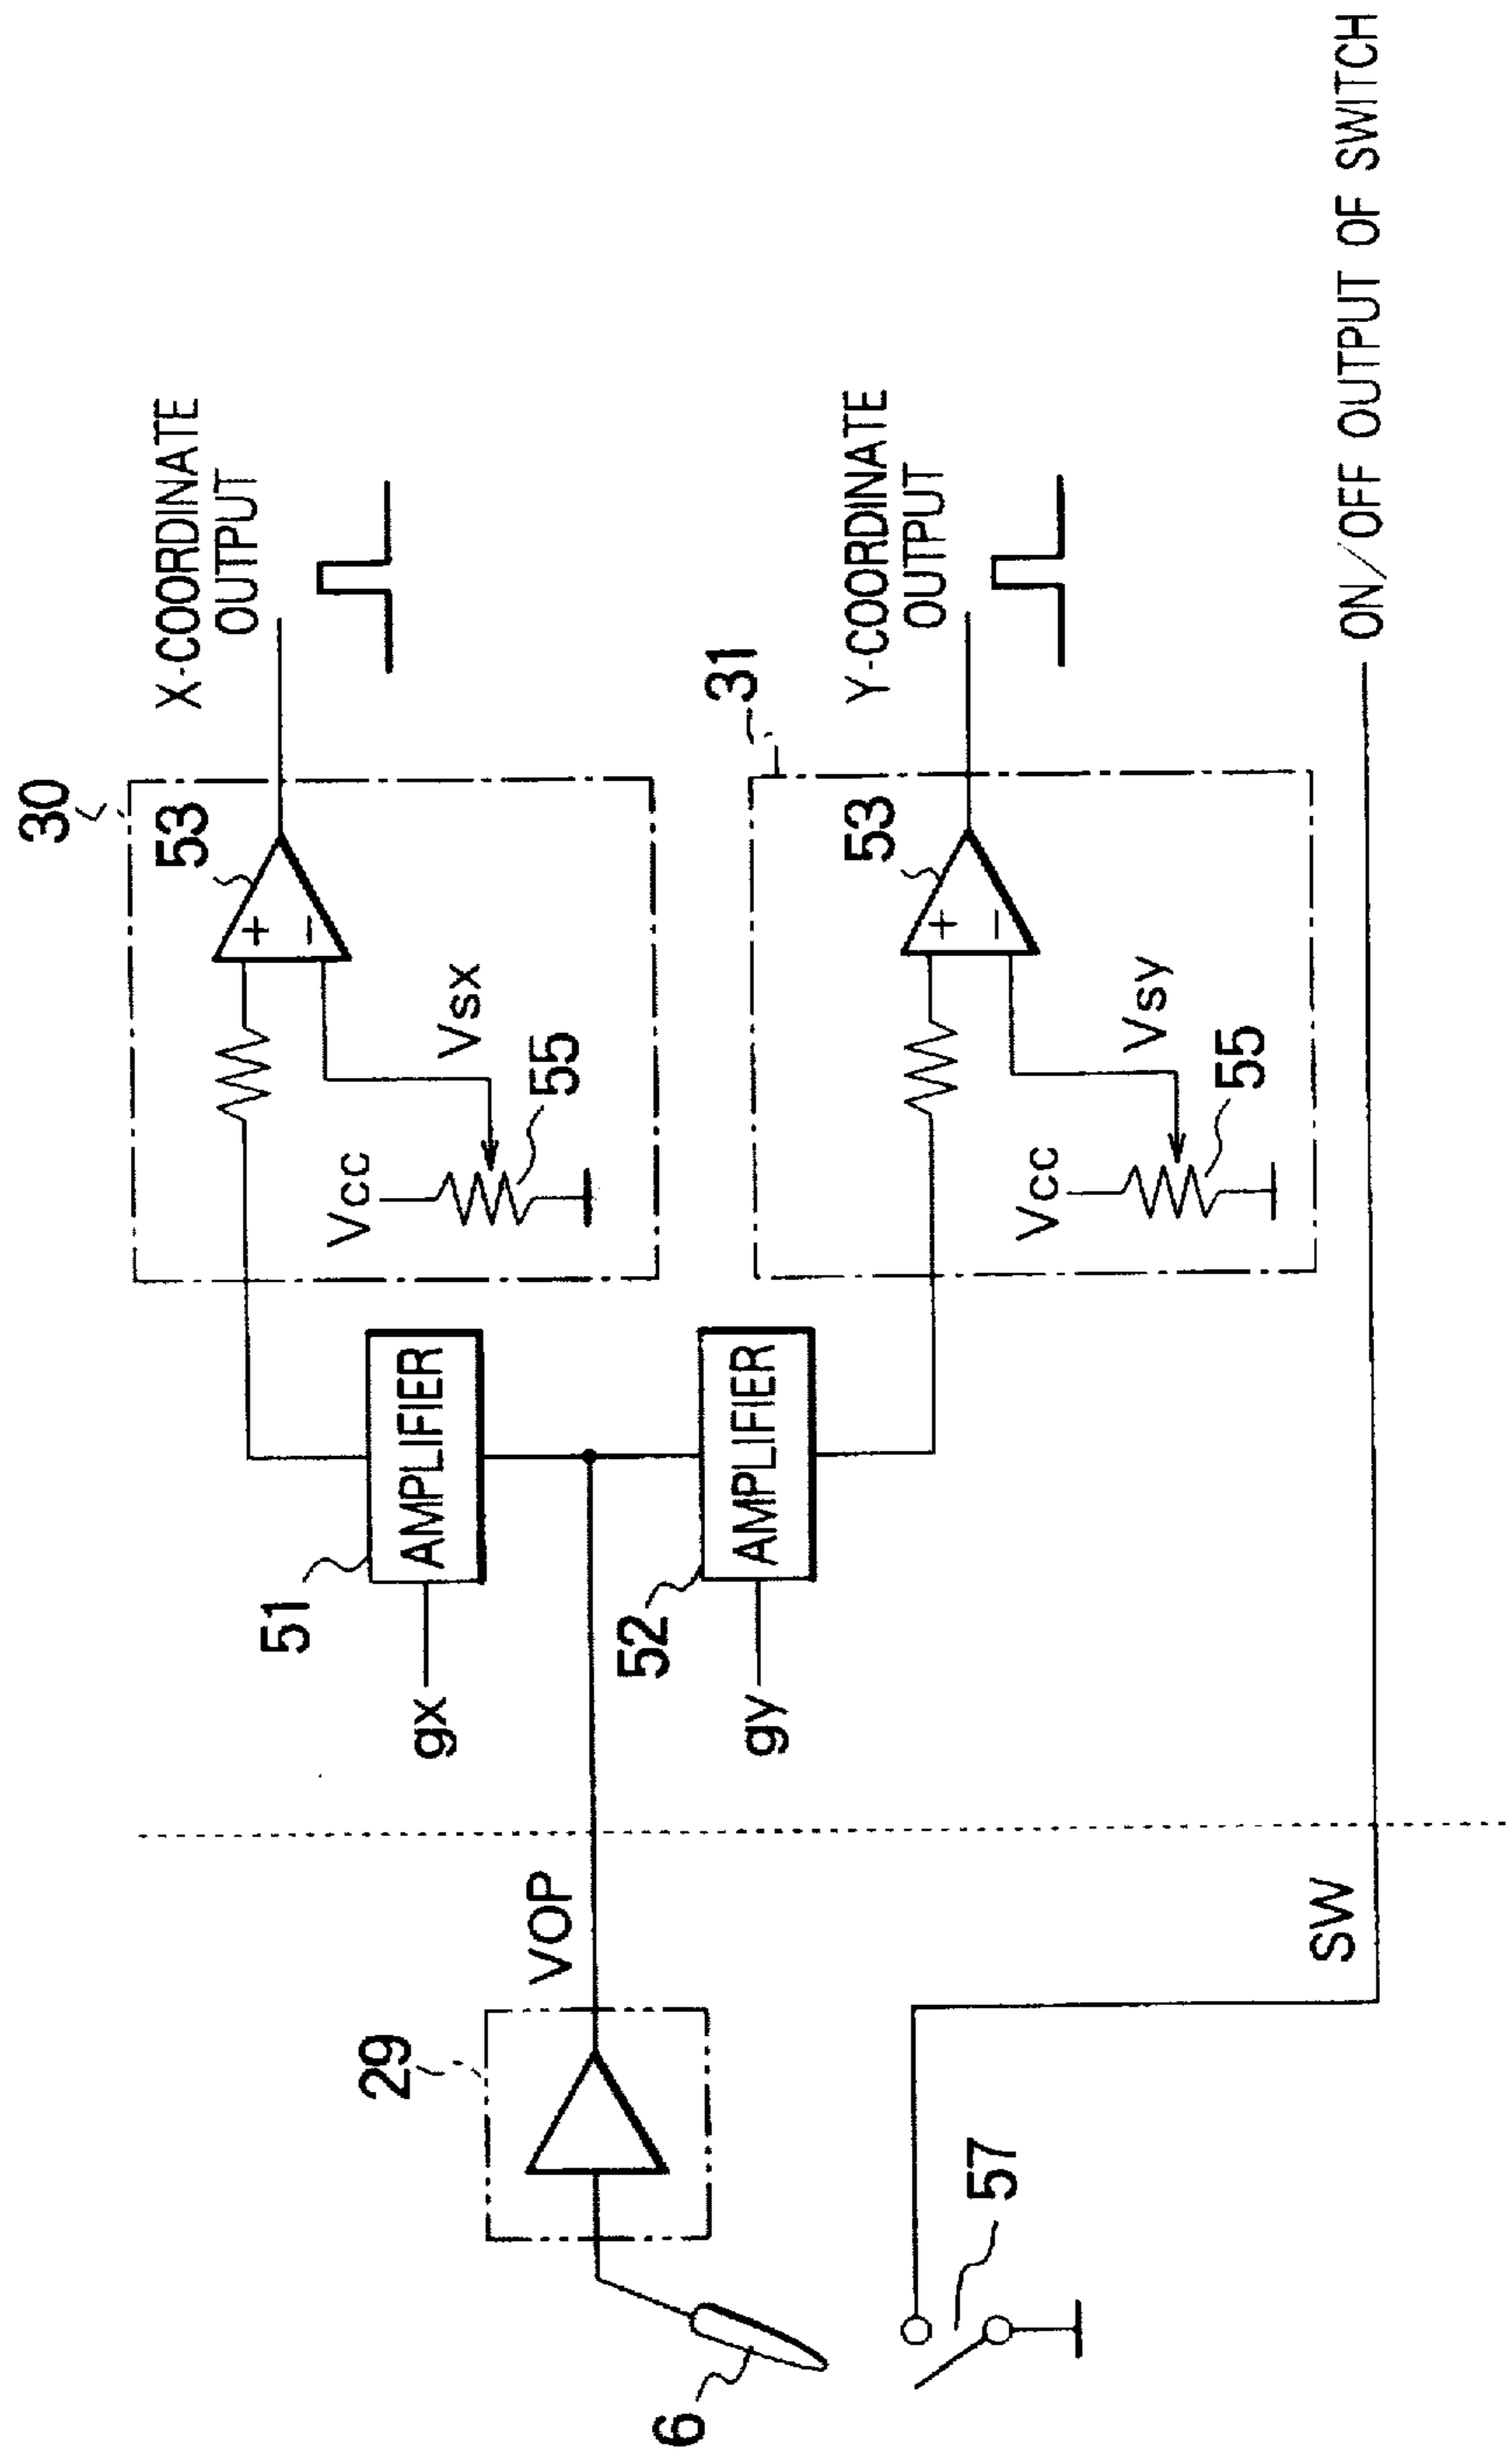 30
53
X-COORDINATE
OUTPUT
Vcc
Vsx
55
51
AMPLIFIER
gx
29
VOP
6
52
AMPLIFIER
gy
31
53
Y-COORDINATE
OUTPUT
Vcc
Vsy
55
57
SW
ON/OFF OUTPUT OF SWITCH
+
−
+
−